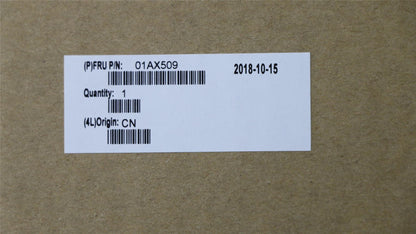 (P)FRU P/N: 01AX509 2018-10-15
Quantity: 1
(4L)Origin: CN